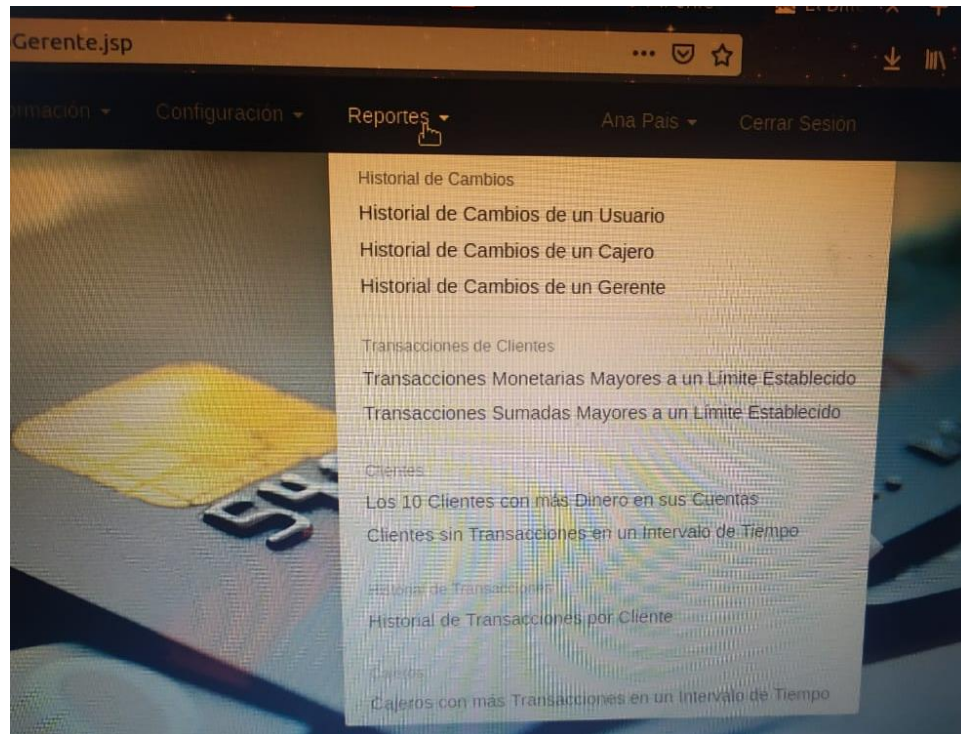 Gerente.jsp
Configuración
Reportes
Ana Pais
Cerrar Sesión
Historial de Cambios
Historial de Cambios de un Usuario
Historial de Cambios de un Cajero
Historial de Cambios de un Gerente
Transacciones de Clientes
Transacciones Monetarias Mayores a un Límite Establecido
Transacciones Sumadas Mayores a un Límite Establecido
Clientes
Los 10 Clientes con más Dinero en sus Cuentas
Clientes sin Transacciones en un Intervalo de Tiempo
Historial de Transacciones
Historial de Transacciones por Cliente
Cajeros
Cajeros con más Transacciones en un Intervalo de Tiempo